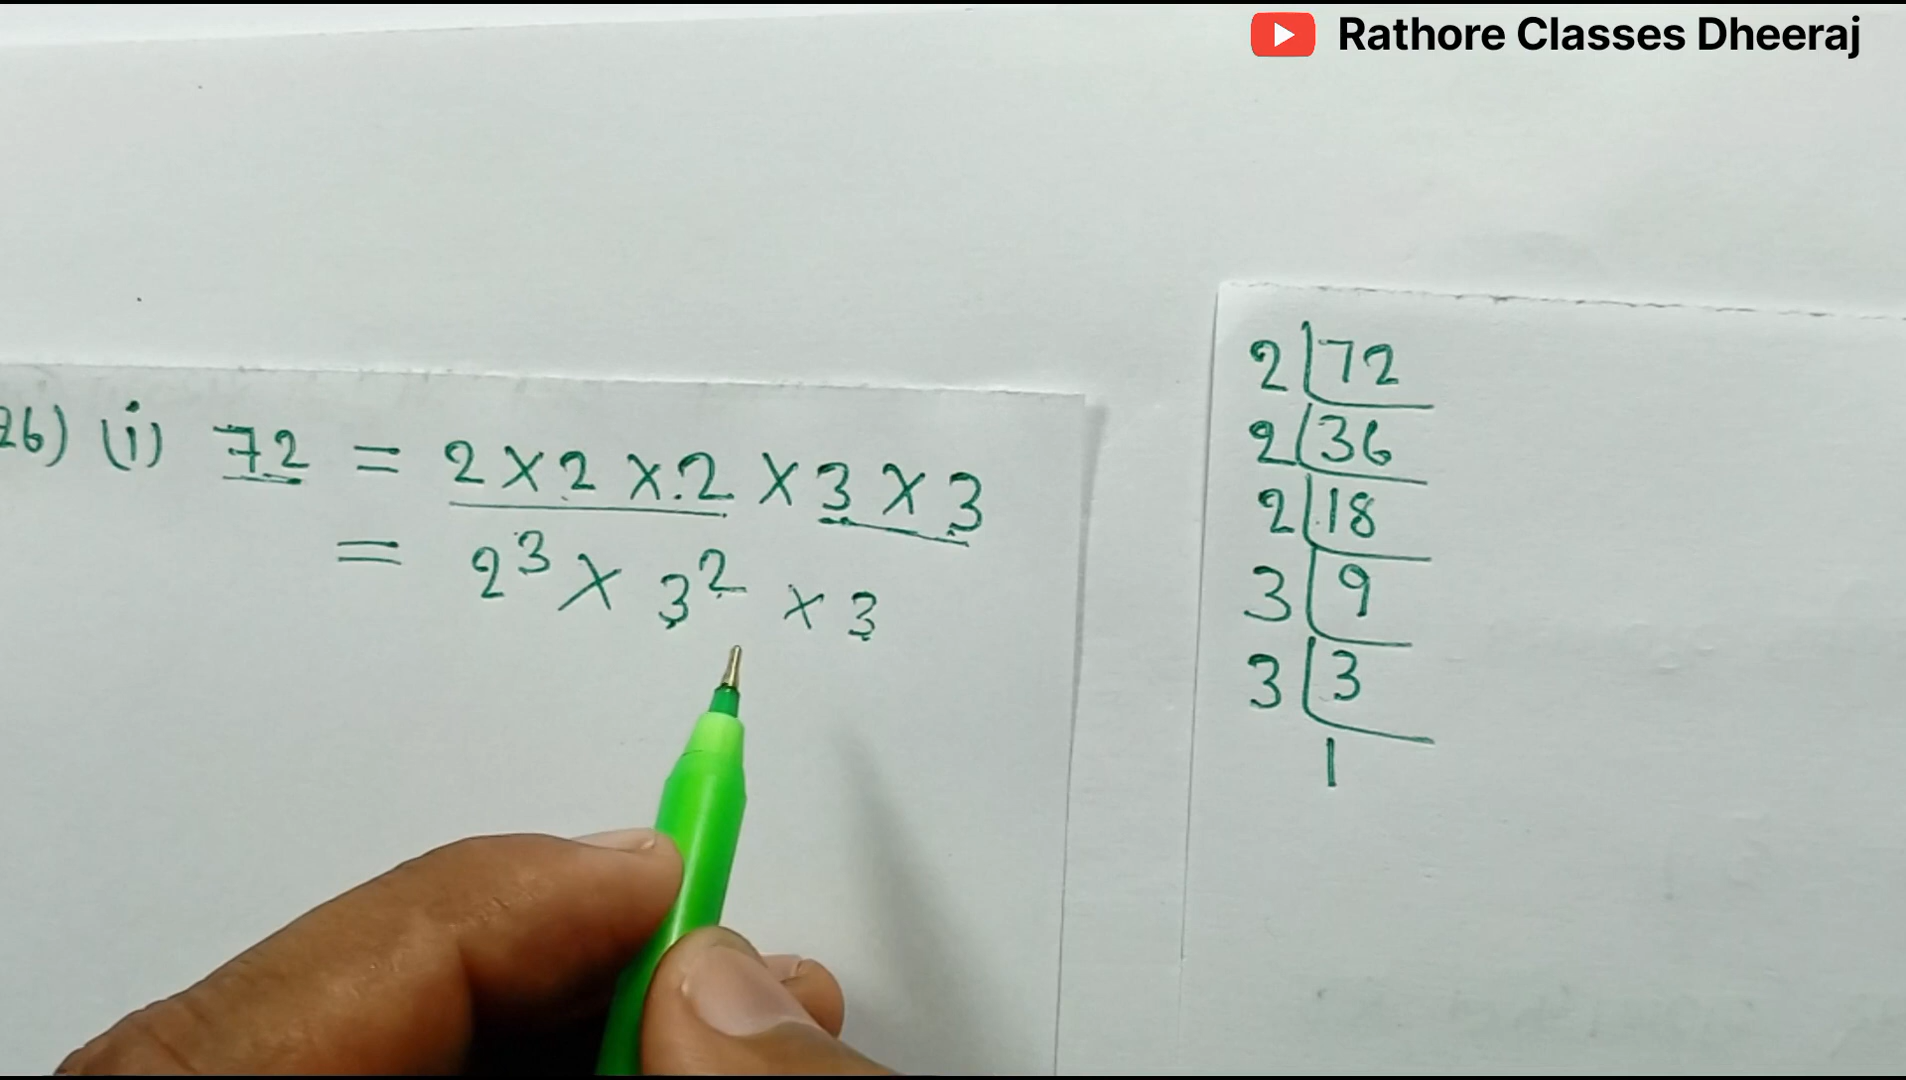 Rathore Classes Dheeraj
26) (i) 72 = 2 × 2 × 2 × 3 × 3
= 2³ × 3² × 3
2 | 72
2 | 36
2 | 18
3 | 9
3 | 3
1